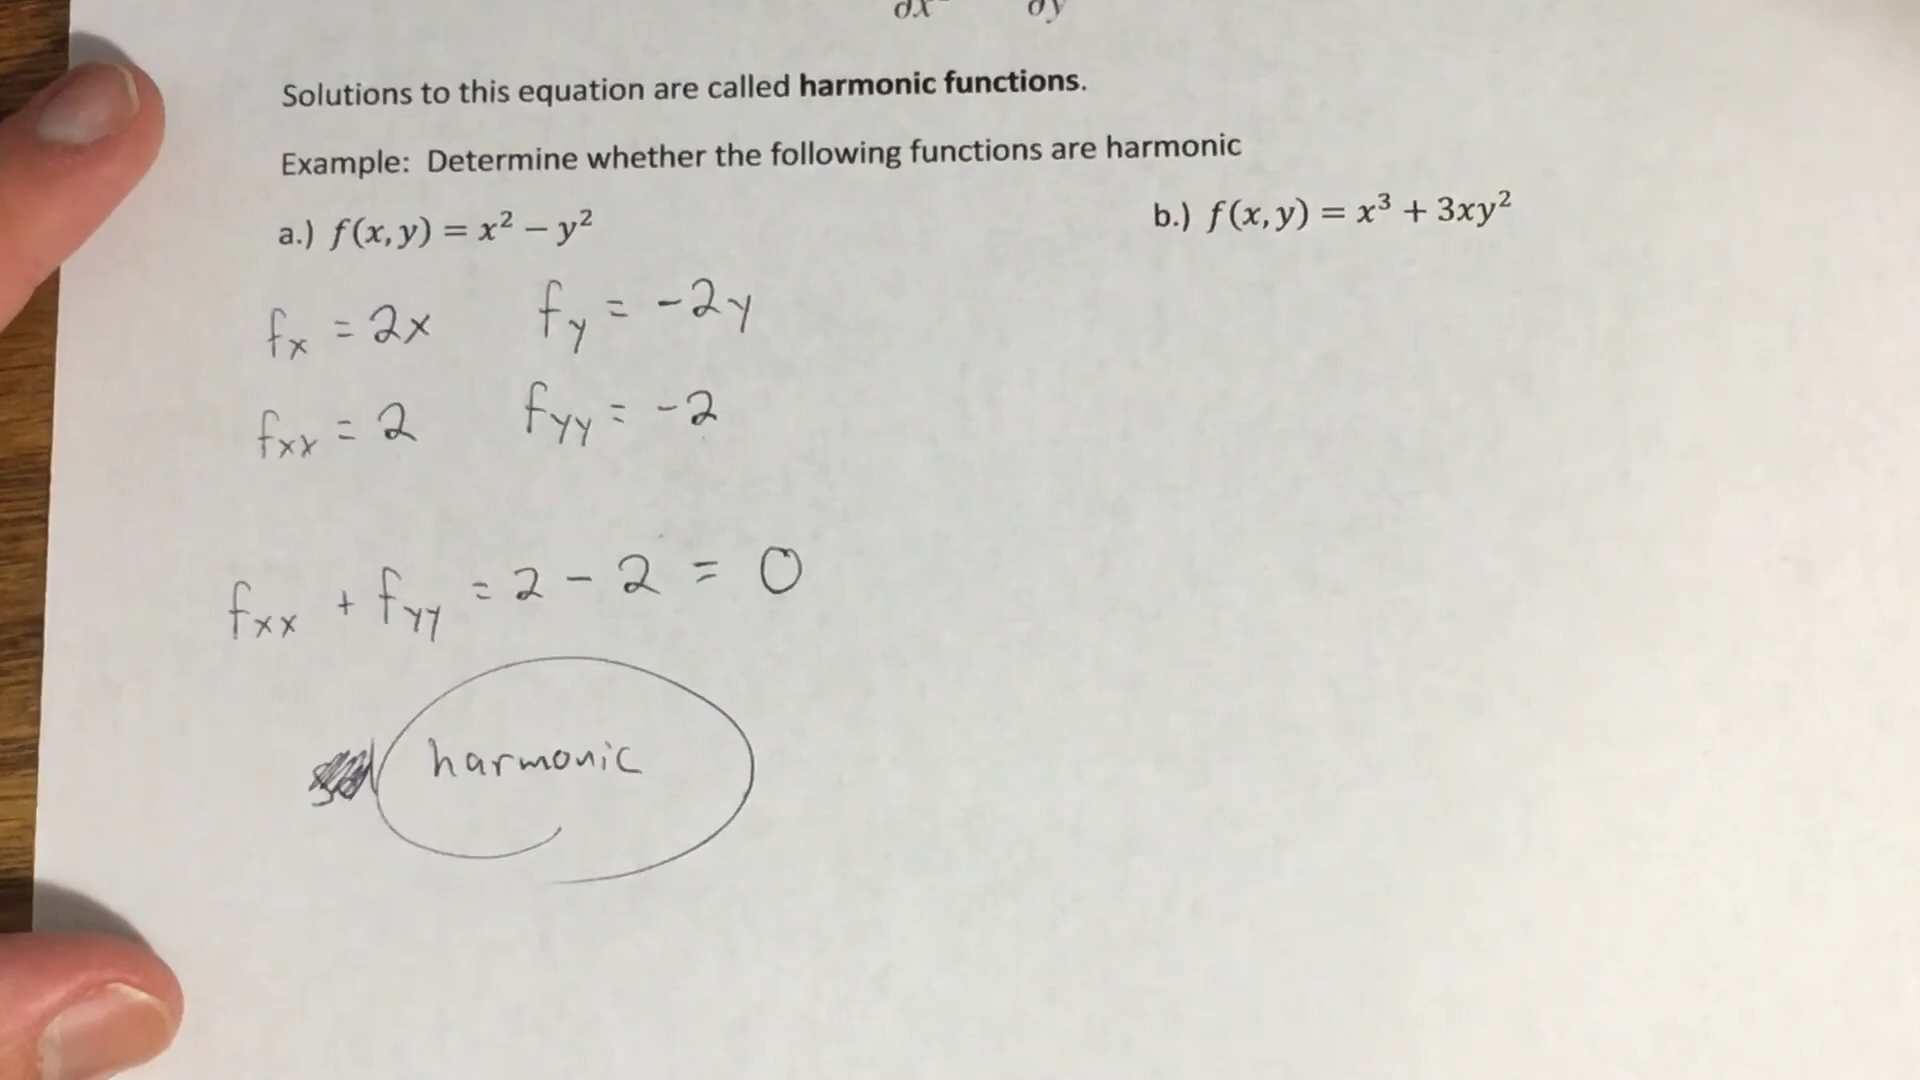 ∂x ∂y
Solutions to this equation are called harmonic functions.
Example: Determine whether the following functions are harmonic
a.) f(x,y) = x² − y²
b.) f(x,y) = x³ + 3xy²
fx = 2x fy = -2y
fxx = 2 fyy = -2
fxx + fyy = 2 - 2 = 0
harmonic